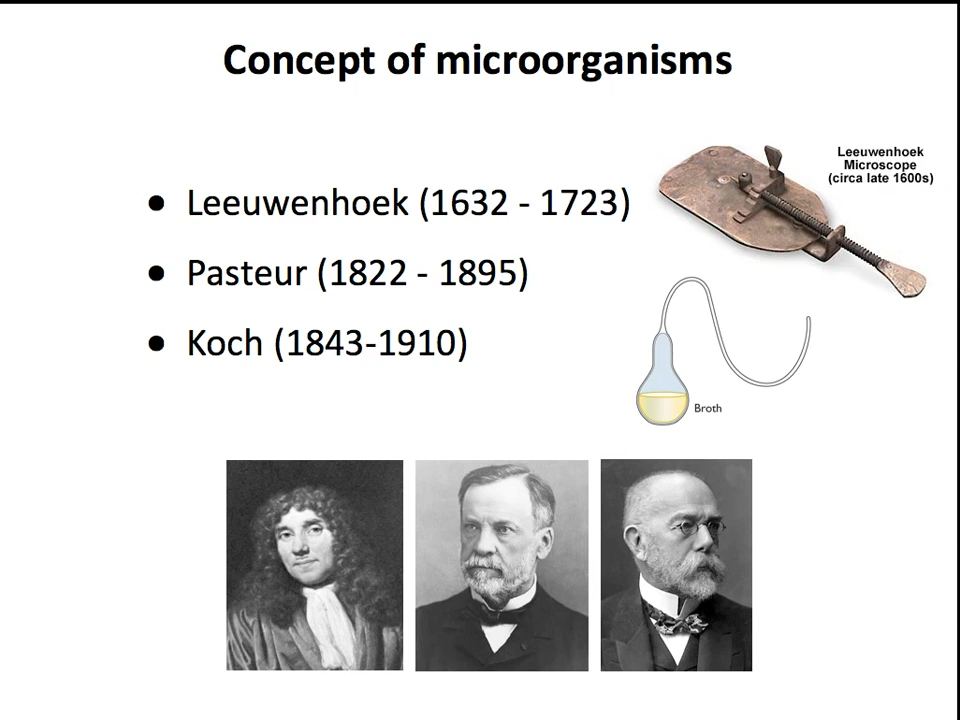 Concept of microorganisms
• Leeuwenhoek (1632 - 1723)
• Pasteur (1822 - 1895)
• Koch (1843-1910)
Leeuwenhoek
Microscope
(circa late 1600s)
Broth